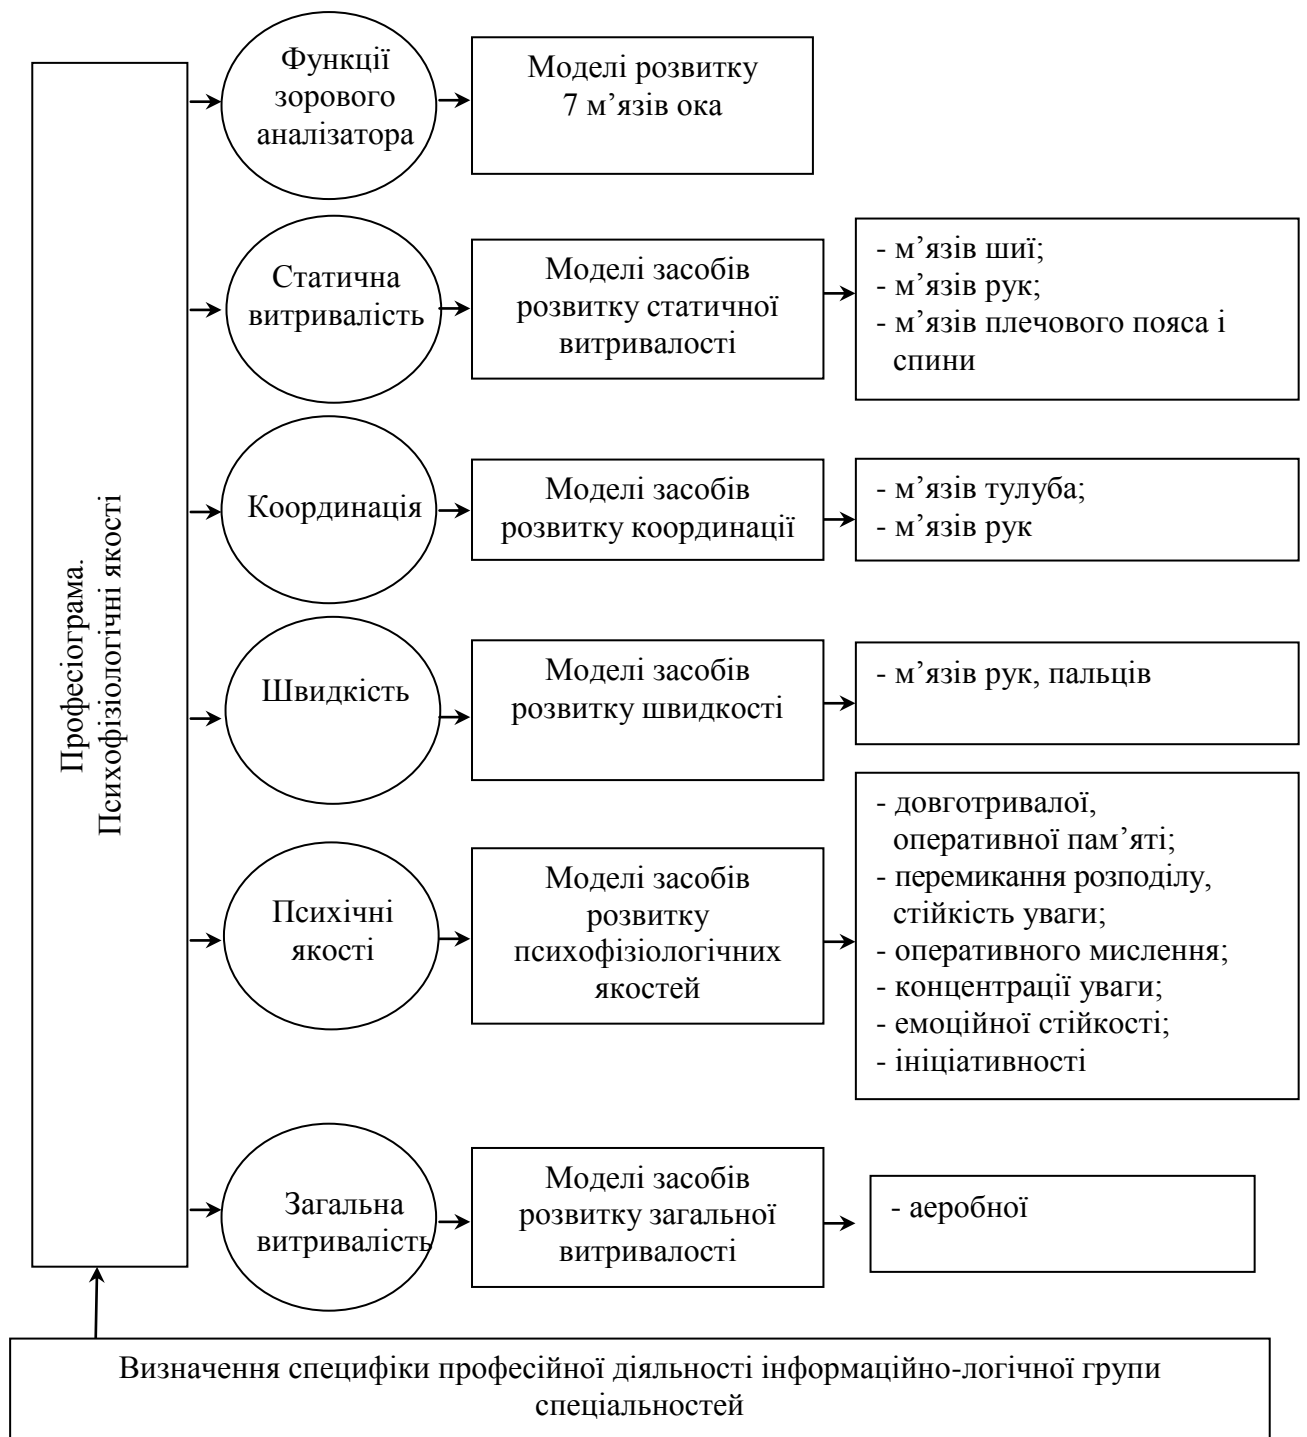 Професіограма.
Психофізіологічні якості
Функції
зорового
аналізатора
Моделі розвитку
7 м’язів ока
Статична
витривалість
Моделі засобів
розвитку статичної
витривалості
- м’язів шиї;
- м’язів рук;
- м’язів плечового пояса і
спини
Координація
Моделі засобів
розвитку координації
- м’язів тулуба;
- м’язів рук
Швидкість
Моделі засобів
розвитку швидкості
- м’язів рук, пальців
Психічні
якості
Моделі засобів
розвитку
психофізіологічних
якостей
- довготривалої,
оперативної пам’яті;
- перемикання розподілу,
стійкість уваги;
- оперативного мислення;
- концентрації уваги;
- емоційної стійкості;
- ініціативності
Загальна
витривалість
Моделі засобів
розвитку загальної
витривалості
- аеробної
Визначення специфіки професійної діяльності інформаційно-логічної групи
спеціальностей